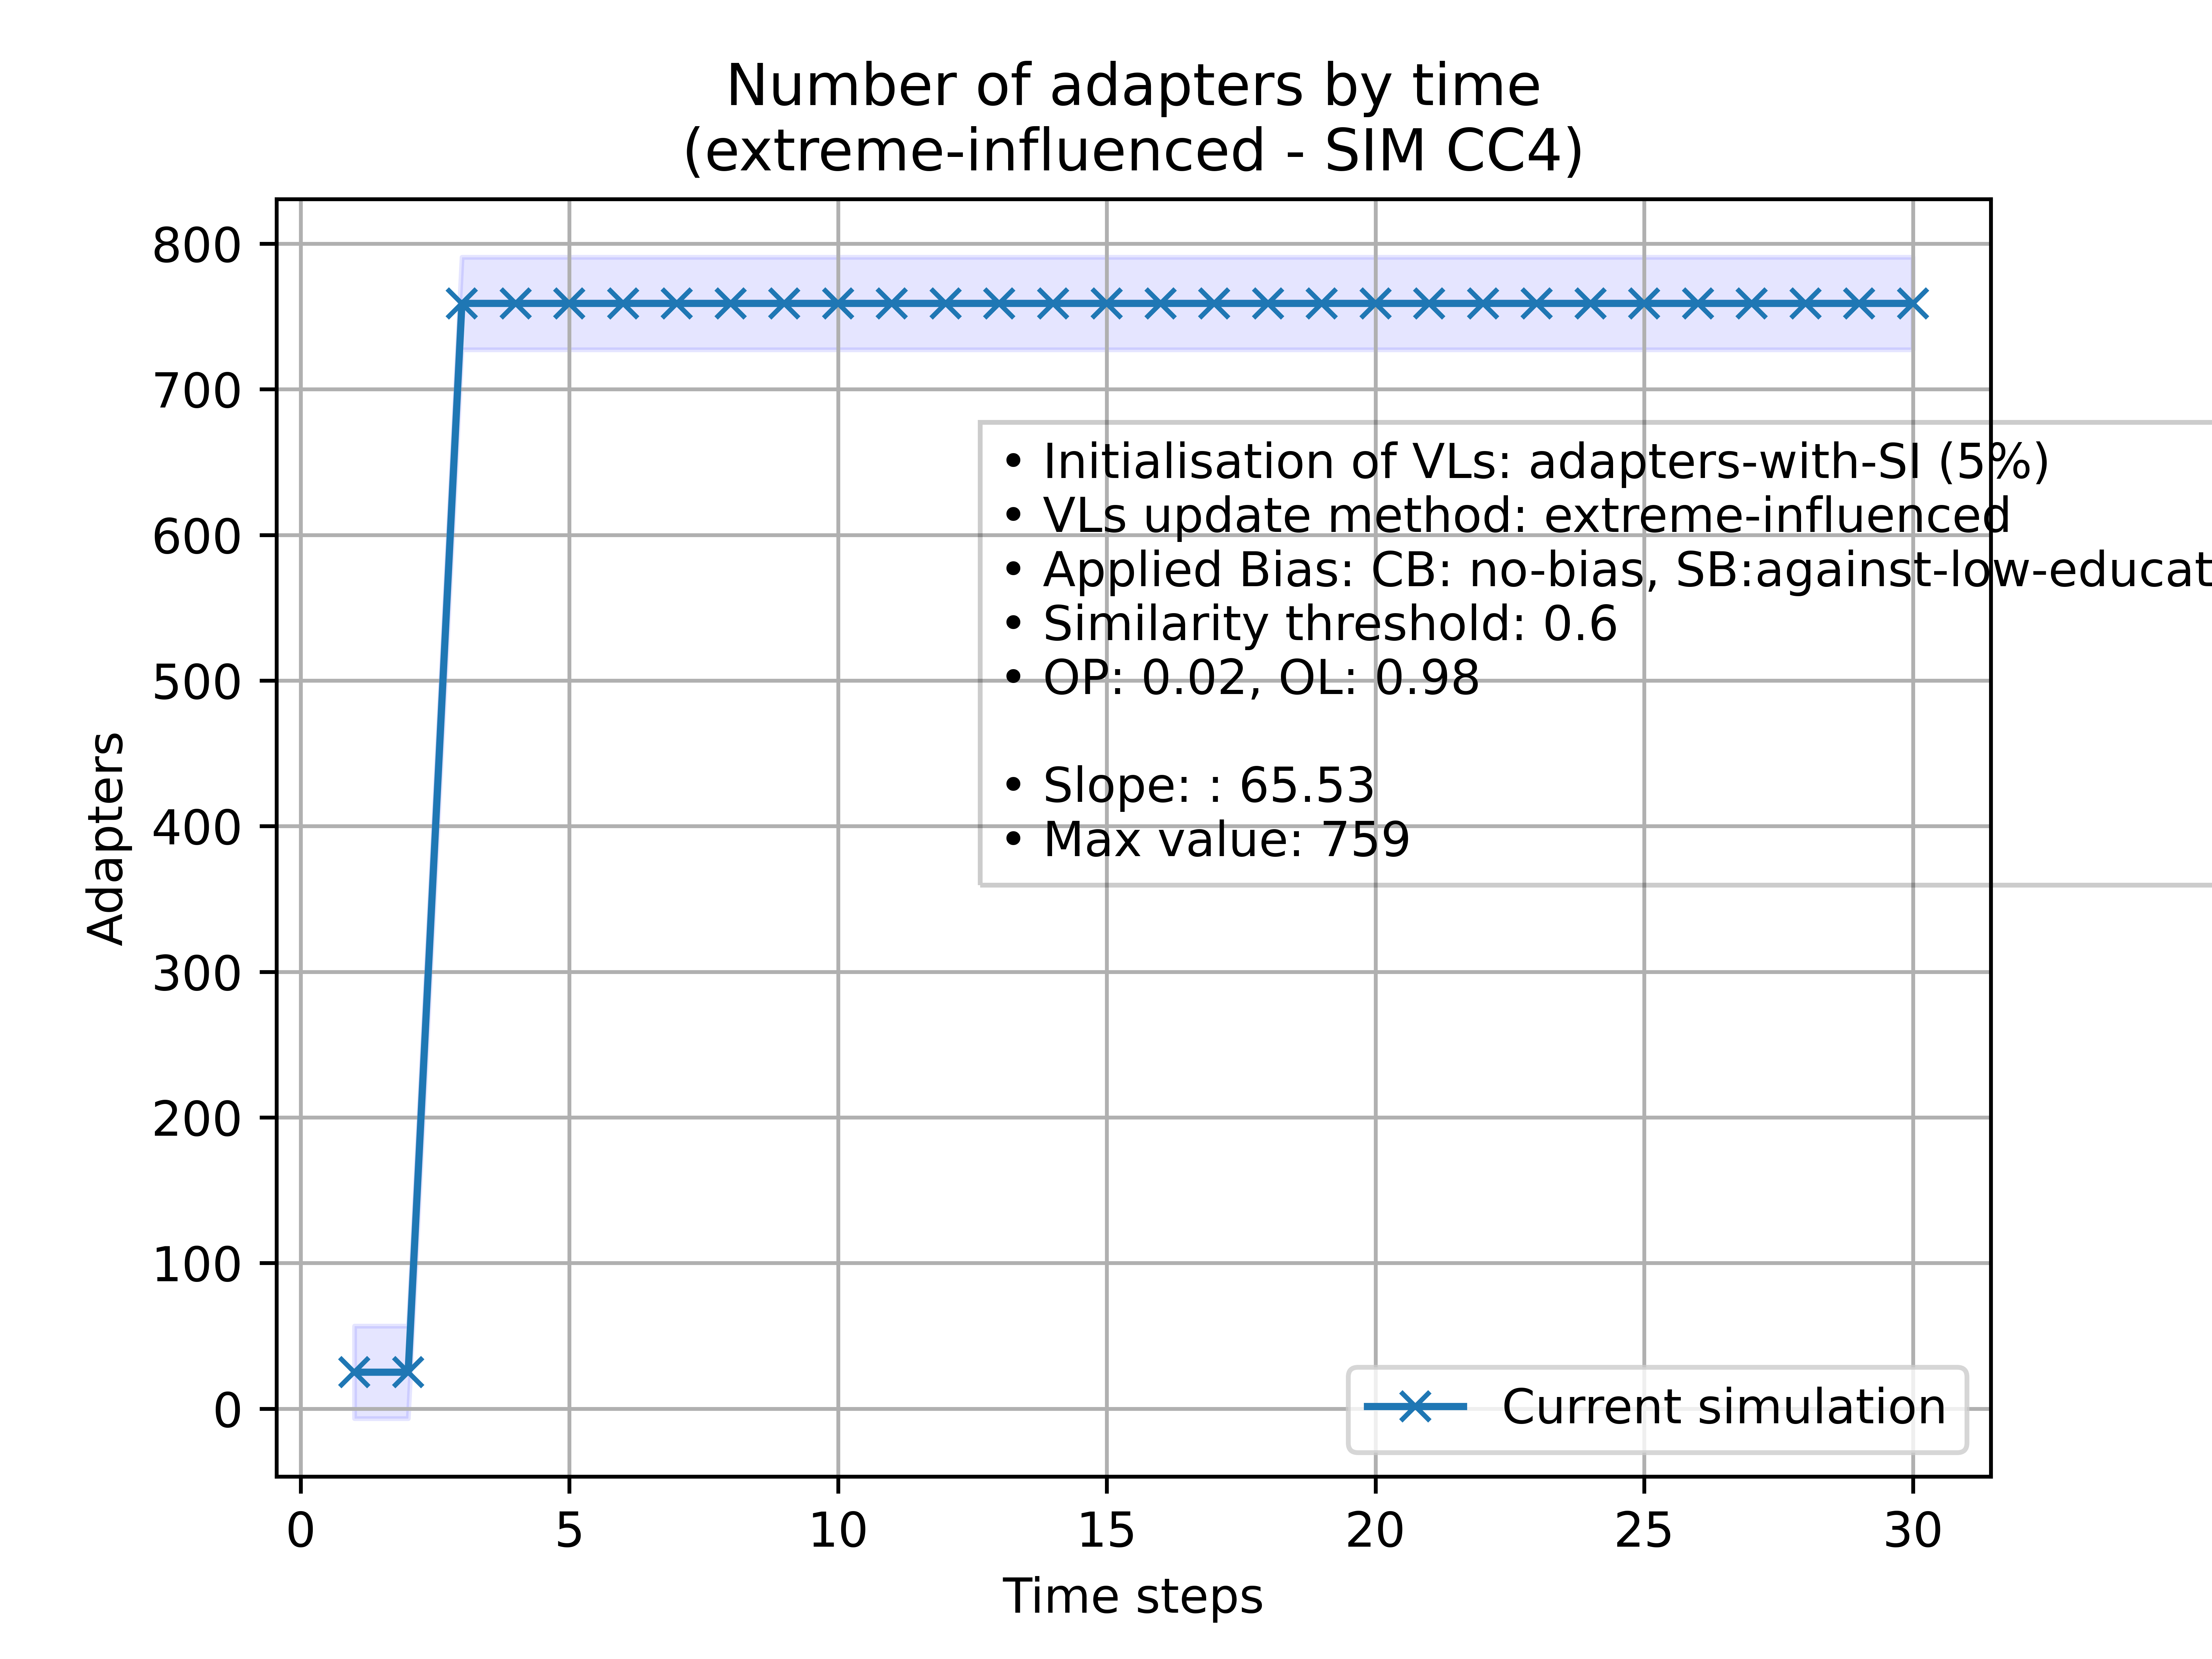 Number of adapters by time
(extreme-influenced - SIM CC4)
800
700
600
500
400
300
200
100
0
Adapters
• Initialisation of VLs: adapters-with-SI (5%)
• VLs update method: extreme-influenced
• Applied Bias: CB: no-bias, SB:against-low-educat
• Similarity threshold: 0.6
• OP: 0.02, OL: 0.98
• Slope: : 65.53
• Max value: 759
Current simulation
0 5 10 15 20 25 30
Time steps